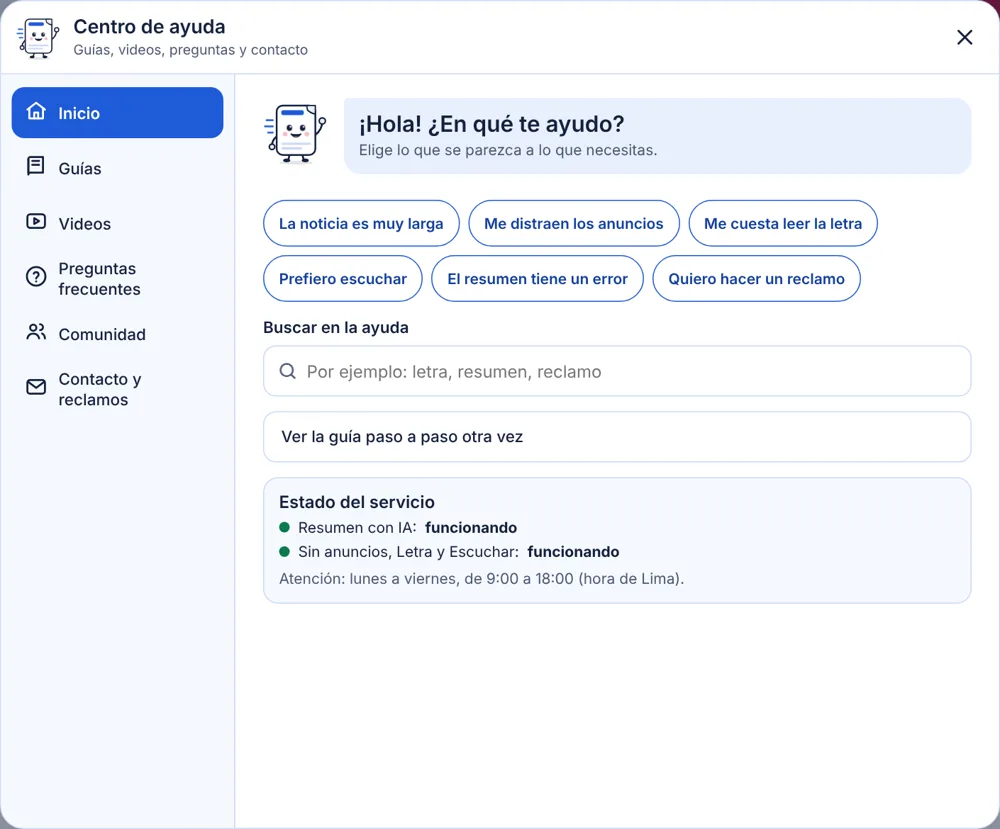 Centro de ayuda
Guías, videos, preguntas y contacto
Inicio
Guías
Videos
Preguntas
frecuentes
Comunidad
Contacto y
reclamos
¡Hola! ¿En qué te ayudo?
Elige lo que se parezca a lo que necesitas.
La noticia es muy larga
Me distraen los anuncios
Me cuesta leer la letra
Prefiero escuchar
El resumen tiene un error
Quiero hacer un reclamo
Buscar en la ayuda
Por ejemplo: letra, resumen, reclamo
Ver la guía paso a paso otra vez
Estado del servicio
Resumen con IA: funcionando
Sin anuncios, Letra y Escuchar: funcionando
Atención: lunes a viernes, de 9:00 a 18:00 (hora de Lima).